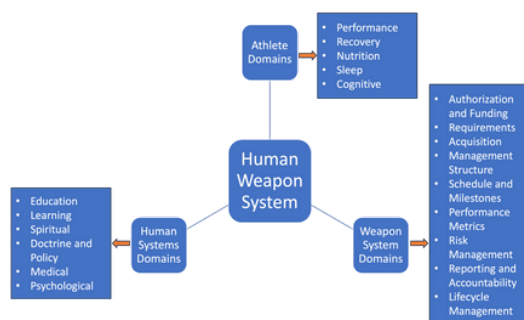 Athlete
Domains
• Performance
• Recovery
• Nutrition
• Sleep
• Cognitive
Human
Weapon
System
Human
Systems
Domains
• Education
• Learning
• Spiritual
• Doctrine and
Policy
• Medical
• Psychological
Weapon
System
Domains
• Authorization
and Funding
• Requirements
• Acquisition
• Management
Structure
• Schedule and
Milestones
• Performance
Metrics
• Risk
Management
• Reporting and
Accountability
• Lifecycle
Management